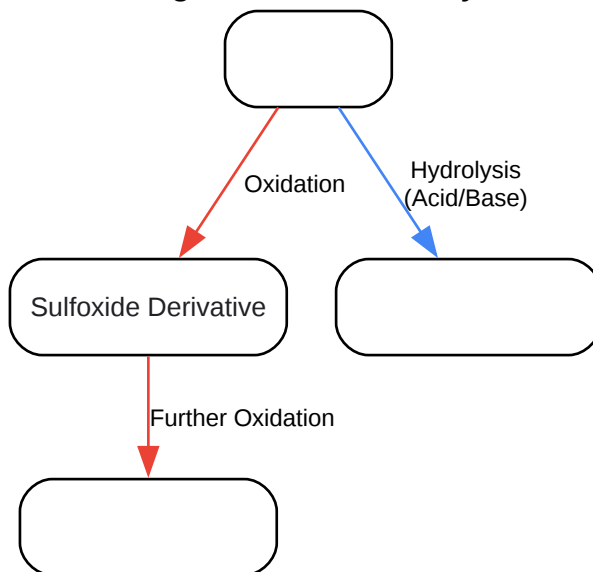 Oxidation
Hydrolysis
(Acid/Base)
Sulfoxide Derivative
Further Oxidation